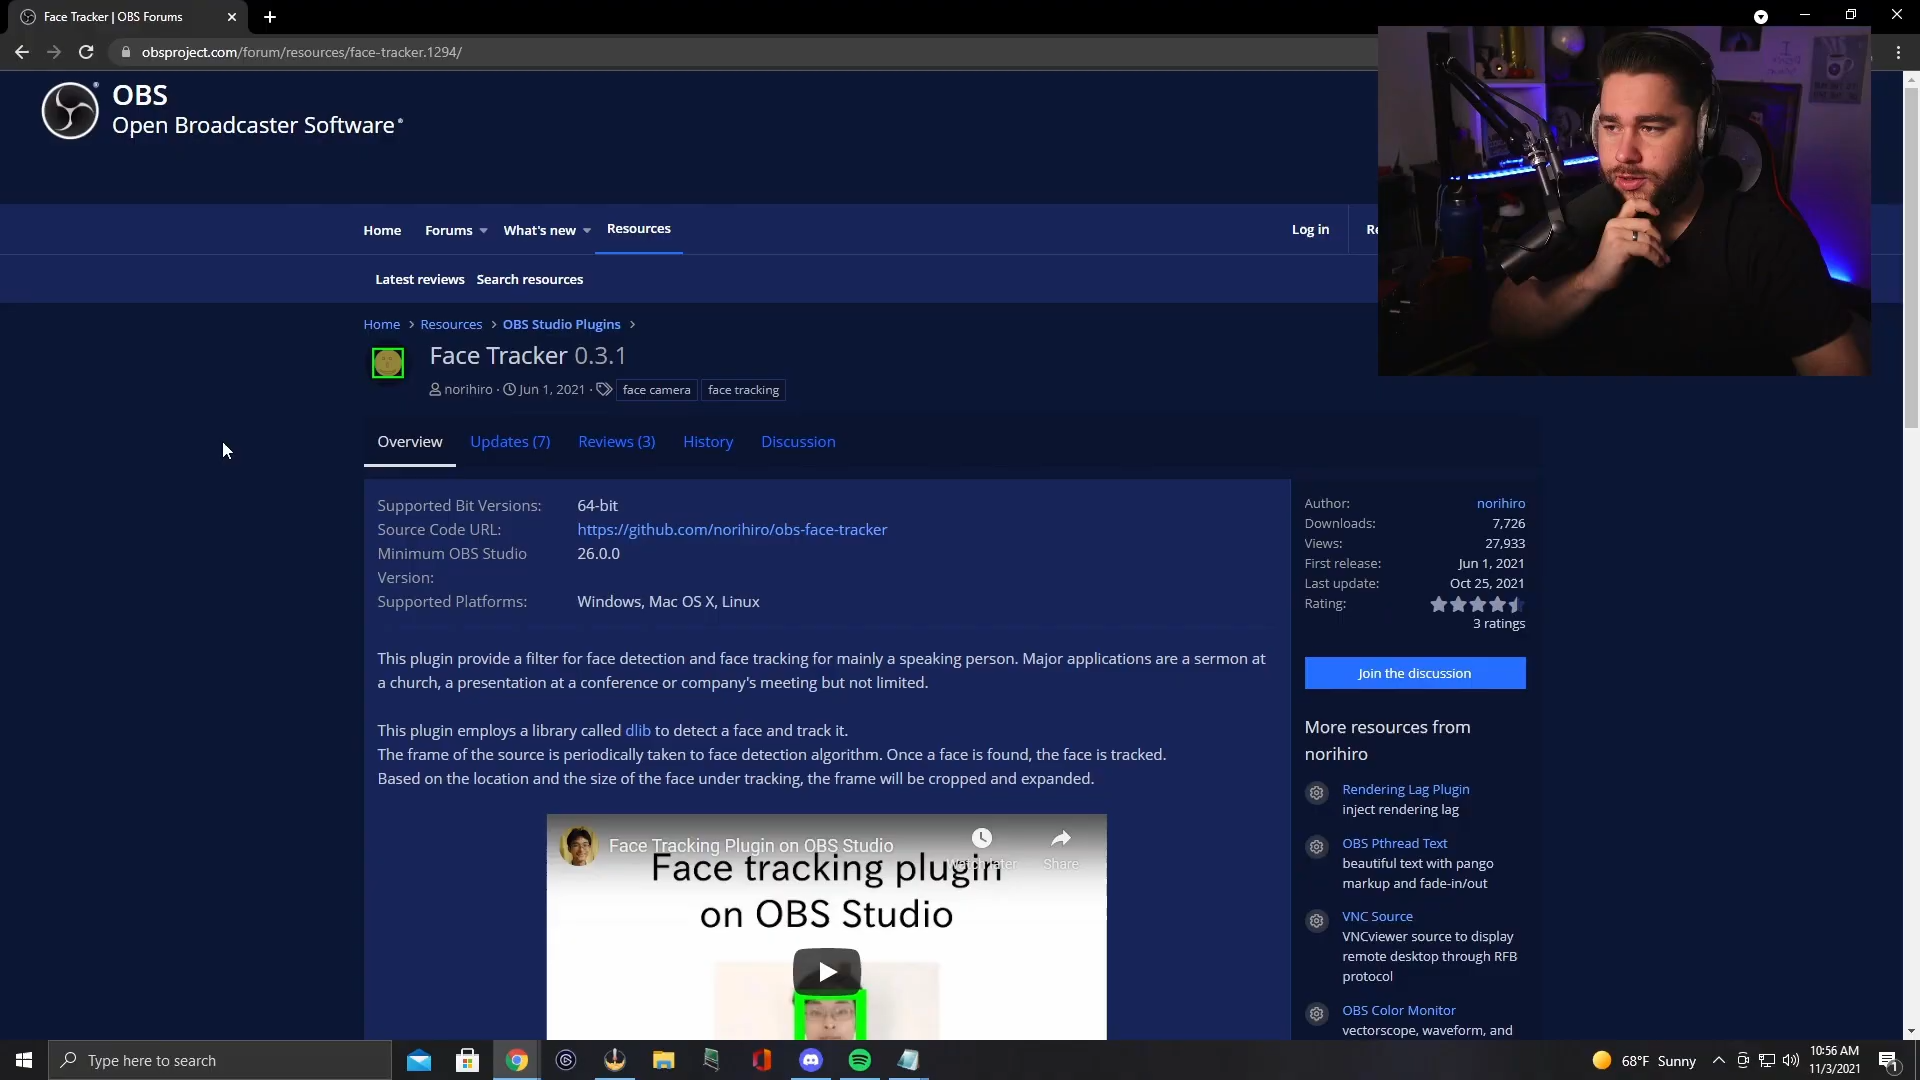 Face Tracker | OBS Forums
obsproject.com/forum/resources/face-tracker.1294/
OBS
Open Broadcaster Software
Home
Forums
What's new
Resources
Log in
Latest reviews
Search resources
Home > Resources > OBS Studio Plugins >
Face Tracker 0.3.1
norihiro · Jun 1, 2021 · face camera face tracking
Overview
Updates (7)
Reviews (3)
History
Discussion
Supported Bit Versions: 64-bit
Source Code URL: https://github.com/norihiro/obs-face-tracker
Minimum OBS Studio 26.0.0
Version:
Supported Platforms: Windows, Mac OS X, Linux
This plugin provide a filter for face detection and face tracking for mainly a speaking person. Major applications are a sermon at
a church, a presentation at a conference or company's meeting but not limited.
This plugin employs a library called dlib to detect a face and track it.
The frame of the source is periodically taken to face detection algorithm. Once a face is found, the face is tracked.
Based on the location and the size of the face under tracking, the frame will be cropped and expanded.
Face Tracking Plugin on OBS Studio
Watch later
Share
Face tracking plugin
on OBS Studio
Author: norihiro
Downloads: 7,726
Views: 27,933
First release: Jun 1, 2021
Last update: Oct 25, 2021
Rating:
3 ratings
Join the discussion
More resources from
norihiro
Rendering Lag Plugin
inject rendering lag
OBS Pthread Text
beautiful text with pango
markup and fade-in/out
VNC Source
VNCviewer source to display
remote desktop through RFB
protocol
OBS Color Monitor
vectorscope, waveform, and
Type here to search
68°F Sunny
10:56 AM
11/3/2021
1